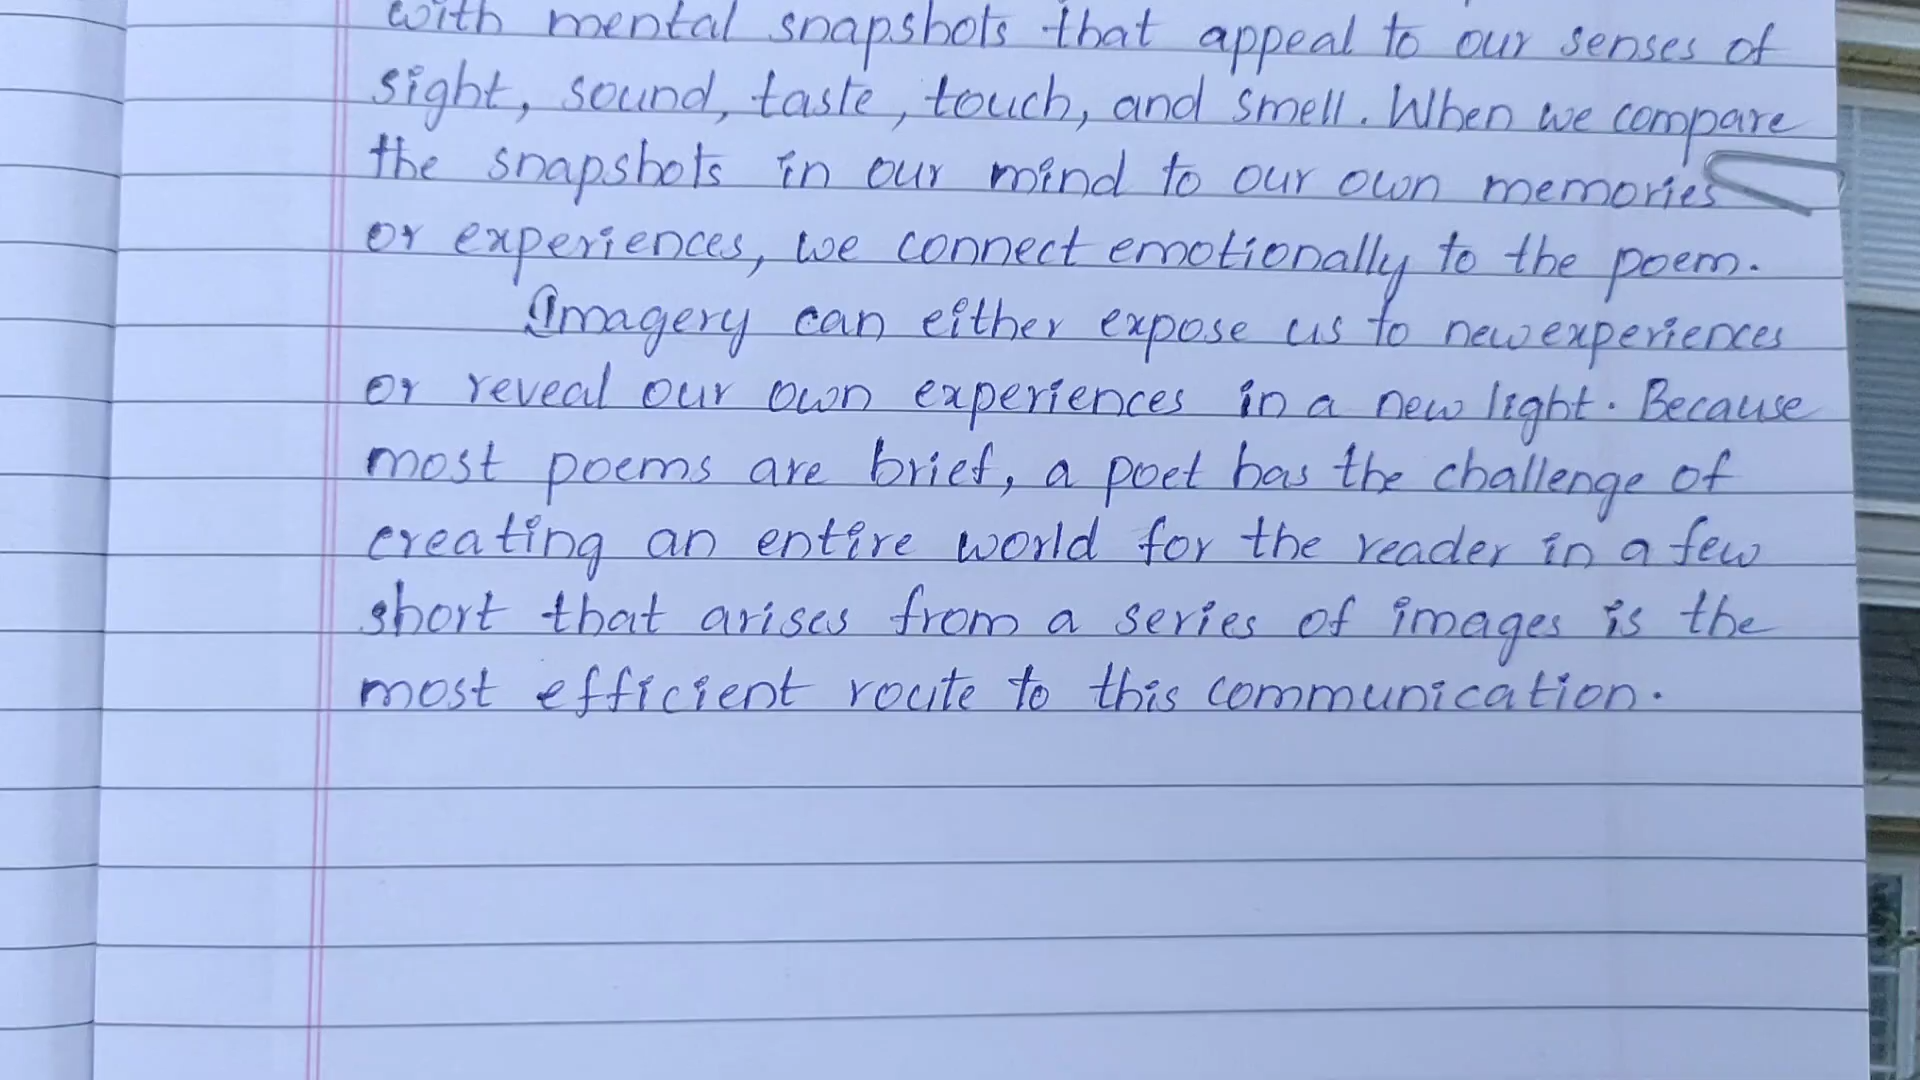 with mental snapshots that appeal to our senses of
sight, sound, taste, touch, and smell. When we compare
the snapshots in our mind to our own memories
or experiences, we connect emotionally to the poem.
Imagery can either expose us to new experiences
or reveal our own experiences in a new light. Because
most poems are brief, a poet has the challenge of
creating an entire world for the reader in a few
short that arises from a series of images is the
most efficient route to this communication.